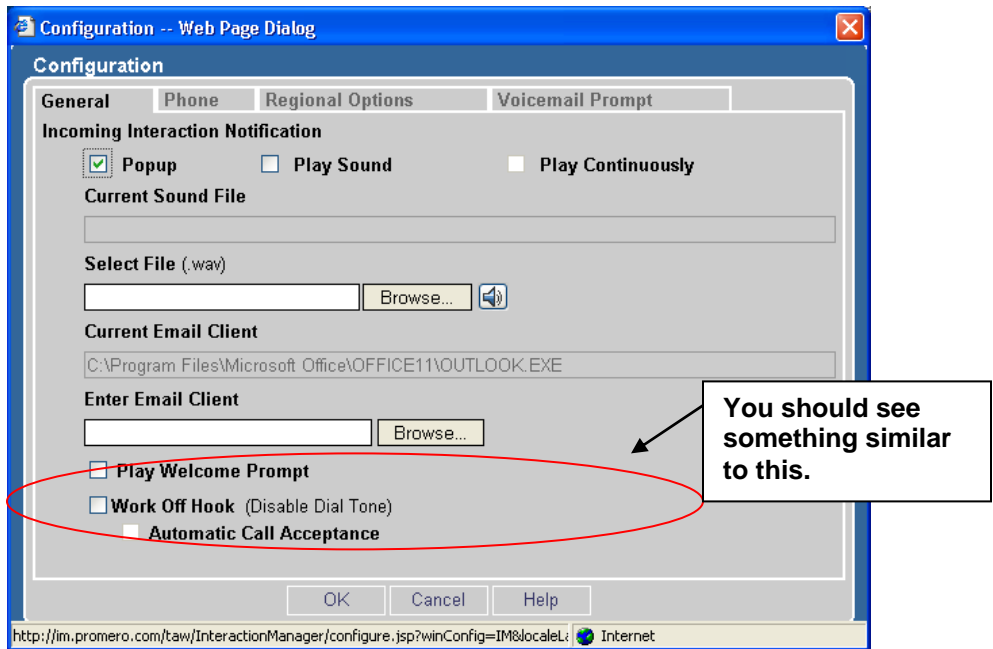 Configuration -- Web Page Dialog
Configuration
General Phone Regional Options Voicemail Prompt
Incoming Interaction Notification
Popup Play Sound Play Continuously
Current Sound File
Select File (.wav)
Browse...
Current Email Client
C:\Program Files\Microsoft Office\OFFICE11\OUTLOOK.EXE
Enter Email Client
Browse...
You should see
something similar
to this.
Play Welcome Prompt
Work Off Hook (Disable Dial Tone)
Automatic Call Acceptance
OK Cancel Help
http://im.promero.com/taw/InteractionManager/configure.jsp?winConfig=IM&localeL Internet